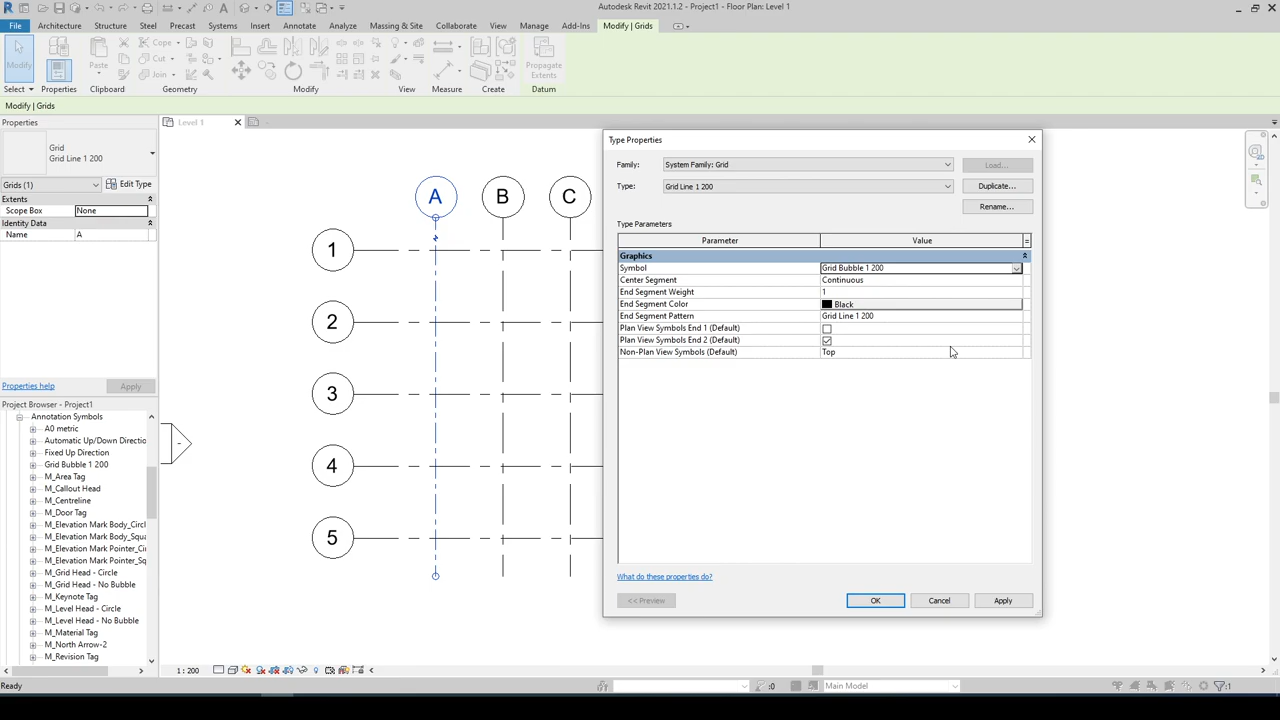 Autodesk Revit 2021.1.2 - Project1 - Floor Plan: Level 1
File Architecture Structure Steel Precast Systems Insert Annotate Analyze Massing & Site Collaborate View Manage Add-Ins Modify | Grids
Modify Paste Cope Cut Join Propagate Extents
Select Properties Clipboard Geometry Modify View Measure Create Datum
Modify | Grids
Properties
Level 1
Grid
Grid Line 1 200
Grids (1) Edit Type
Extents
Scope Box None
Identity Data
Name A
Properties help Apply
Project Browser - Project1
Annotation Symbols
A0 metric
Automatic Up/Down Directio
Fixed Up Direction
Grid Bubble 1 200
M_Area Tag
M_Callout Head
M_Centreline
M_Door Tag
M_Elevation Mark Body_Circl
M_Elevation Mark Body_Squa
M_Elevation Mark Pointer_Cir
M_Elevation Mark Pointer_Sq
M_Grid Head - Circle
M_Grid Head - No Bubble
M_Keynote Tag
M_Level Head - Circle
M_Level Head - No Bubble
M_Material Tag
M_North Arrow-2
M_Revision Tag
A B C
1
2
3
4
5
Type Properties
Family: System Family: Grid Load...
Type: Grid Line 1 200 Duplicate...
Rename...
Type Parameters
Parameter Value =
Graphics
Symbol Grid Bubble 1 200
Center Segment Continuous
End Segment Weight 1
End Segment Color Black
End Segment Pattern Grid Line 1 200
Plan View Symbols End 1 (Default)
Plan View Symbols End 2 (Default)
Non-Plan View Symbols (Default) Top
What do these properties do?
<< Preview OK Cancel Apply
1 : 200
Ready :0 Main Model :1